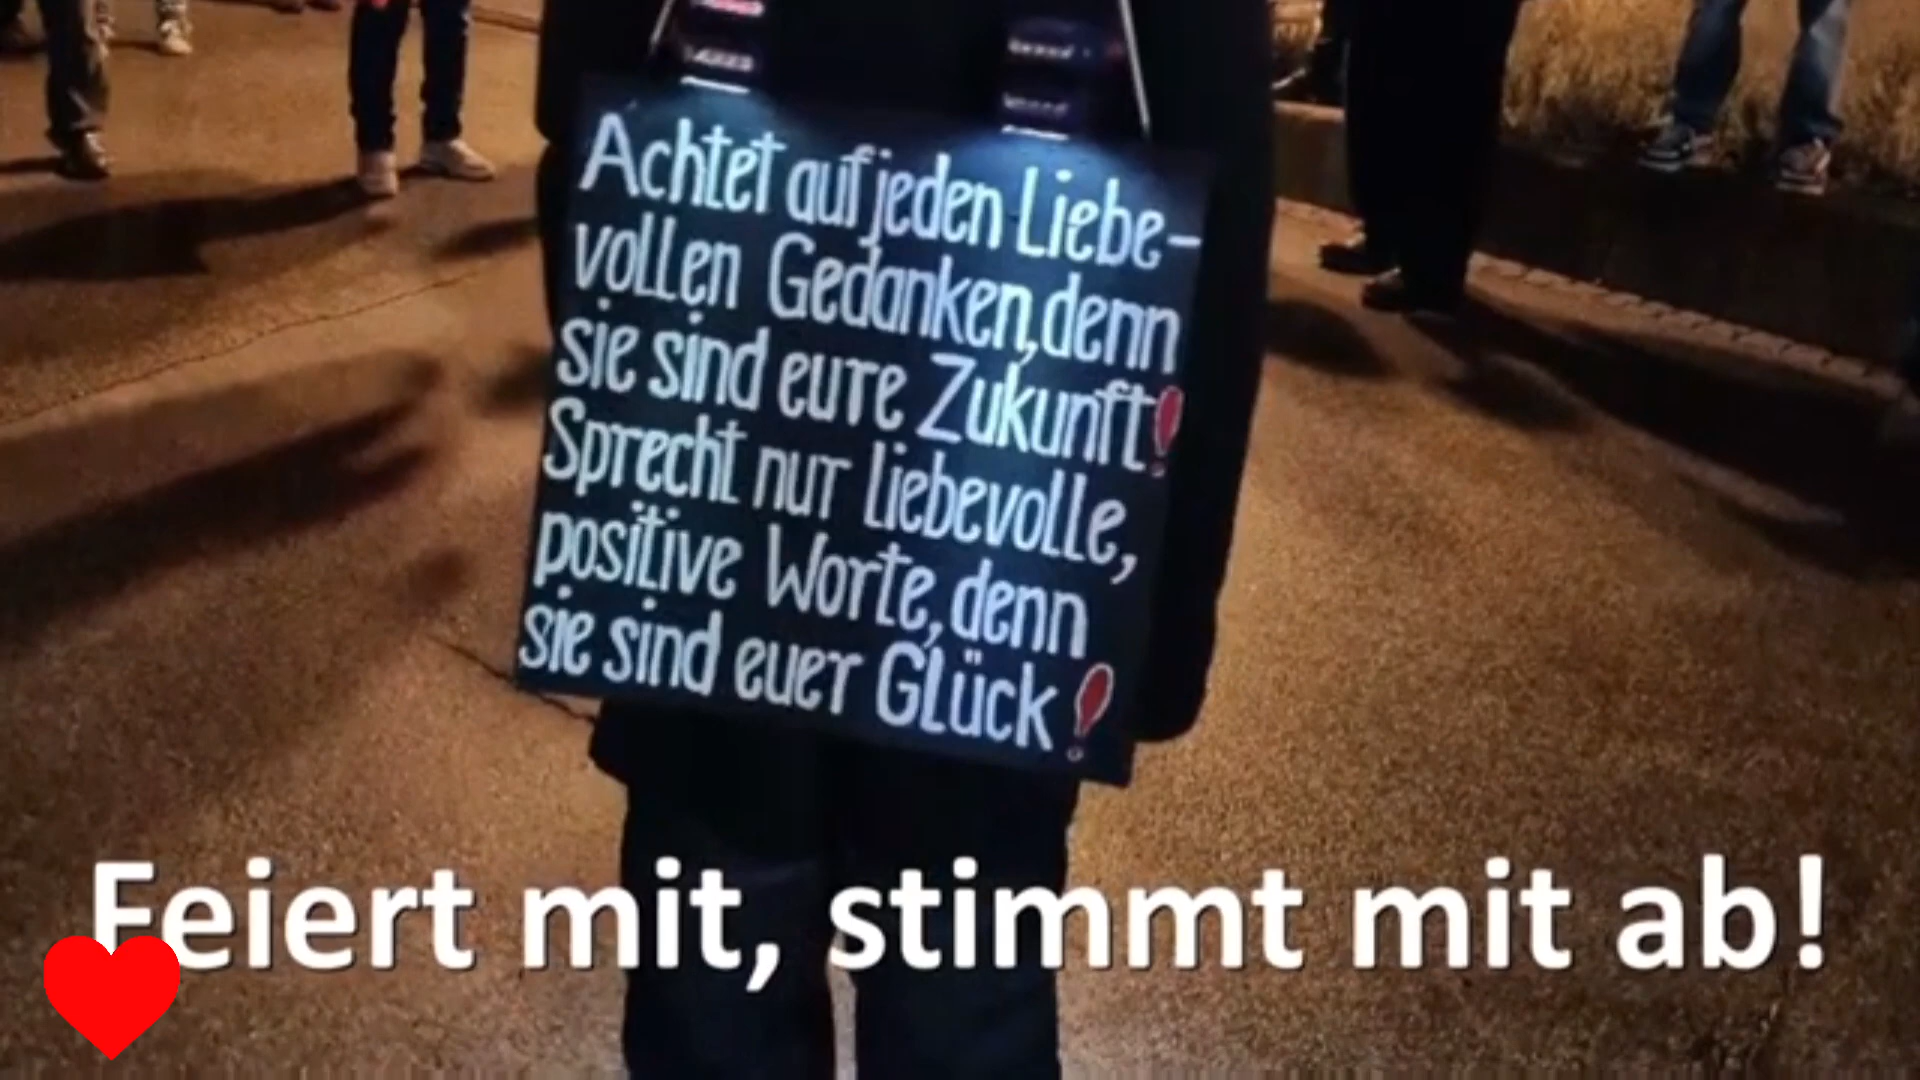 Achtet auf jeden Liebe-
vollen Gedanken, denn
sie sind eure Zukunft!
Sprecht nur liebevolle,
positive Worte, denn
sie sind euer Glück!
Feiert mit, stimmt mit ab!